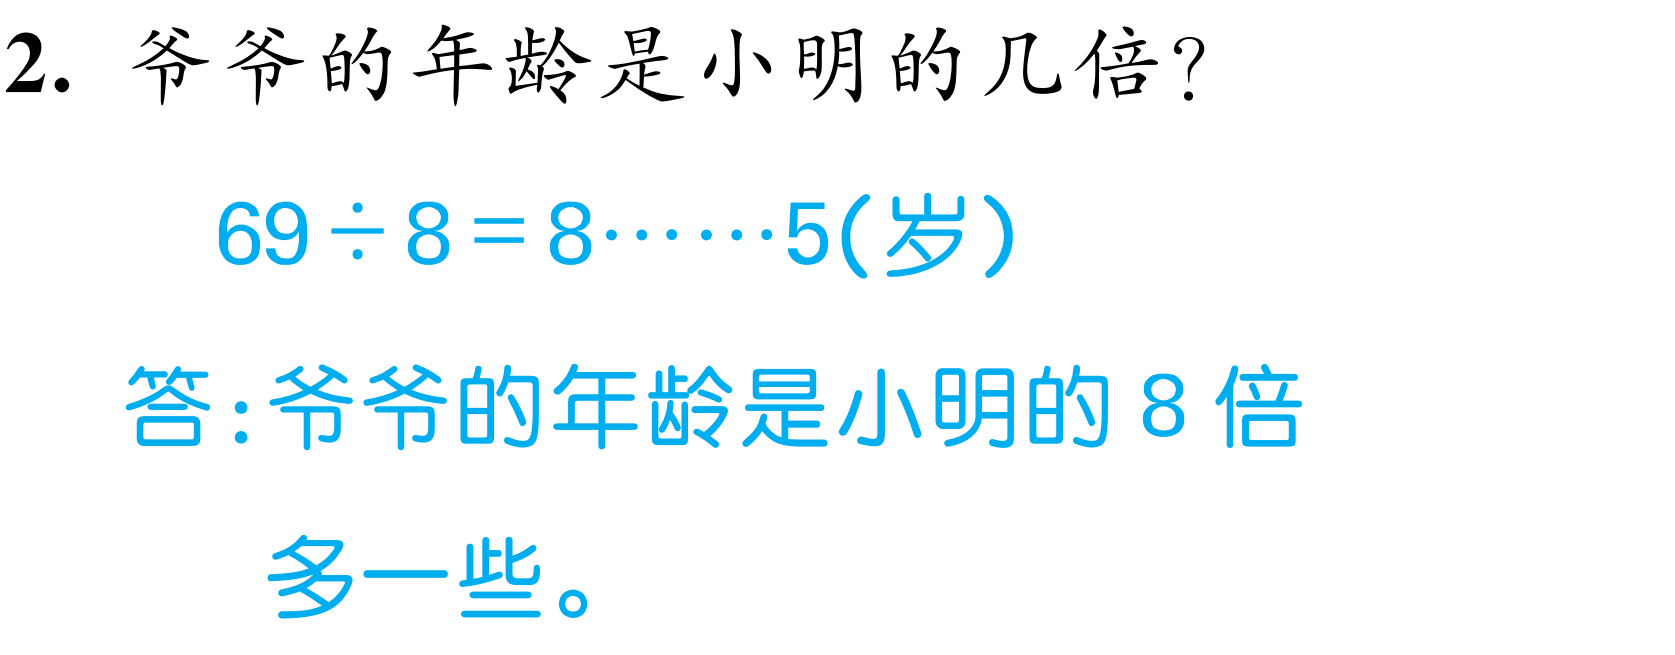 2. 爷爷的年龄是小明的几倍?
69÷8=8……5(岁)
答:爷爷的年龄是小明的 8 倍
多一些。